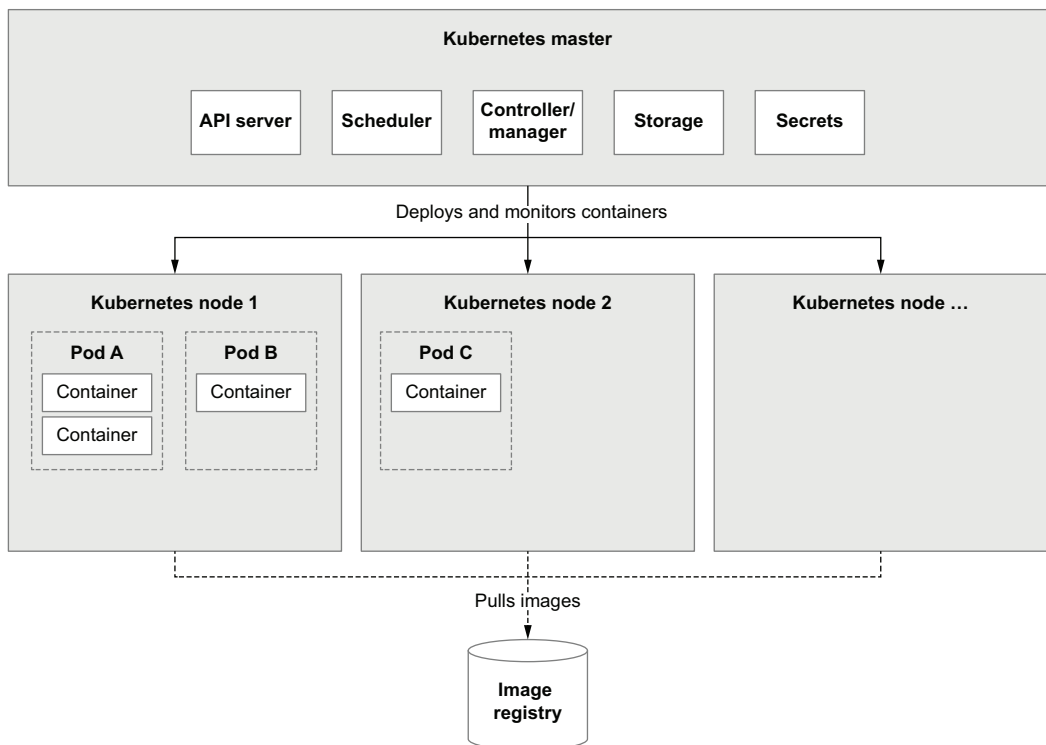 Kubernetes master
API server
Scheduler
Controller/
manager
Storage
Secrets
Deploys and monitors containers
Kubernetes node 1
Pod A
Container
Container
Pod B
Container
Kubernetes node 2
Pod C
Container
Kubernetes node …
Pulls images
Image
registry